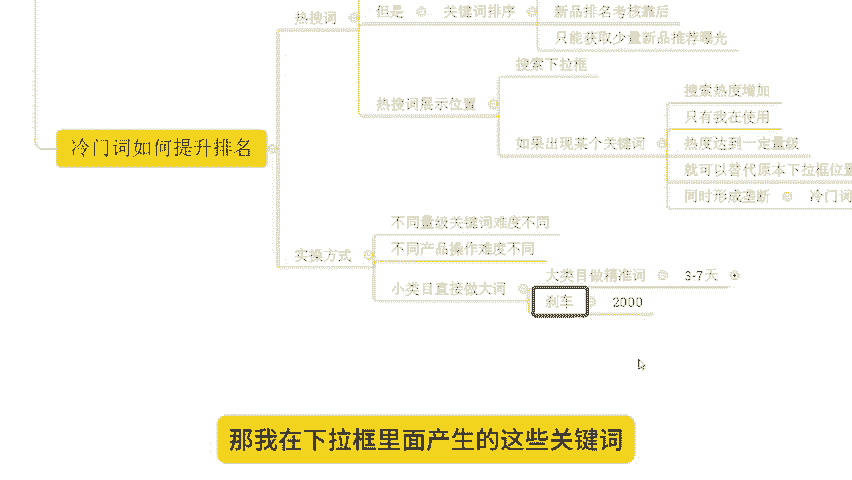 热搜词
但是
关键词排序
新品排名考核靠后
只能获取少量新品推荐曝光
搜索下拉框
热搜词展示位置
搜索热度增加
只有我在使用
如果出现某个关键词
热度达到一定量级
就可以替代原本下拉框位置
同时形成垄断
冷门词
冷门词如何提升排名
不同量级关键词难度不同
实操方式
不同产品操作难度不同
大类目做精准词
3-7天
小类目直接做大词
刹车
2000
那我在下拉框里面产生的这些关键词